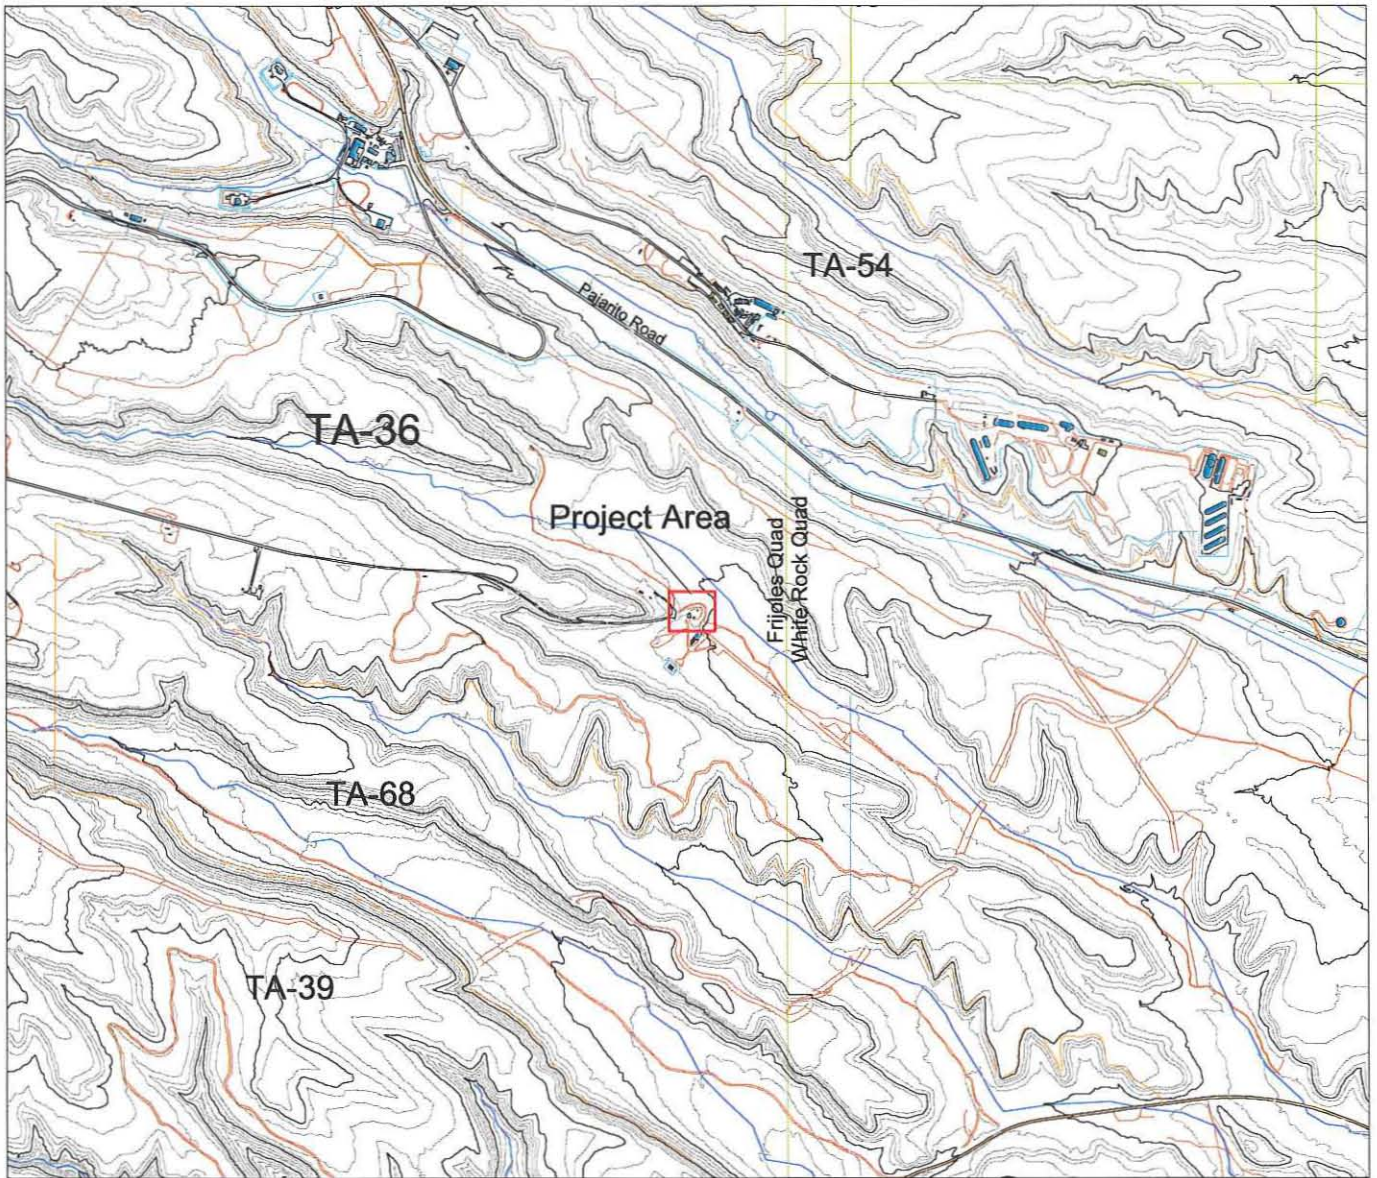 TA-54
Pajarito Road
TA-36
Project Area
Frijoles Quad
White Rock Quad
TA-68
TA-39